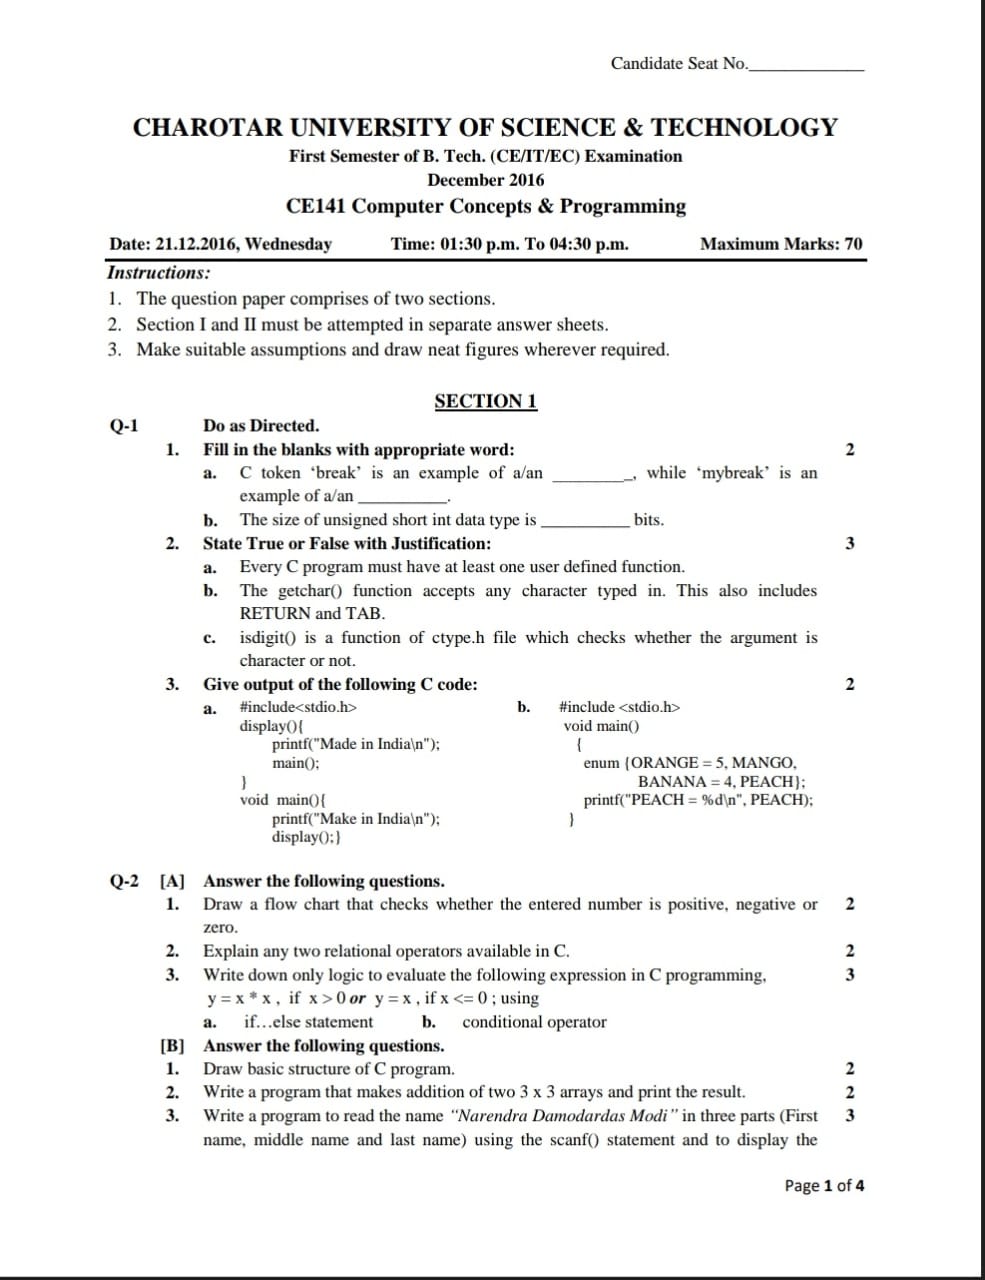 Candidate Seat No.______________
CHAROTAR UNIVERSITY OF SCIENCE & TECHNOLOGY
First Semester of B. Tech. (CE/IT/EC) Examination
December 2016
CE141 Computer Concepts & Programming
Date: 21.12.2016, Wednesday Time: 01:30 p.m. To 04:30 p.m. Maximum Marks: 70
Instructions:
1. The question paper comprises of two sections.
2. Section I and II must be attempted in separate answer sheets.
3. Make suitable assumptions and draw neat figures wherever required.
SECTION 1
Q-1 Do as Directed.
1. Fill in the blanks with appropriate word: 2
a. C token ‘break’ is an example of a/an _________, while ‘mybreak’ is an
example of a/an __________.
b. The size of unsigned short int data type is __________ bits.
2. State True or False with Justification: 3
a. Every C program must have at least one user defined function.
b. The getchar() function accepts any character typed in. This also includes
RETURN and TAB.
c. isdigit() is a function of ctype.h file which checks whether the argument is
character or not.
3. Give output of the following C code: 2
a. #include<stdio.h> b. #include <stdio.h>
display(){ void main()
printf("Made in India\n"); {
main(); enum {ORANGE = 5, MANGO,
} BANANA = 4, PEACH};
void main(){ printf("PEACH = %d\n", PEACH);
printf("Make in India\n"); }
display();}
Q-2 [A] Answer the following questions.
1. Draw a flow chart that checks whether the entered number is positive, negative or 2
zero.
2. Explain any two relational operators available in C. 2
3. Write down only logic to evaluate the following expression in C programming, 3
y = x * x , if x > 0 or y = x , if x <= 0 ; using
a. if…else statement b. conditional operator
[B] Answer the following questions.
1. Draw basic structure of C program. 2
2. Write a program that makes addition of two 3 x 3 arrays and print the result. 2
3. Write a program to read the name “Narendra Damodardas Modi” in three parts (First 3
name, middle name and last name) using the scanf() statement and to display the
Page 1 of 4